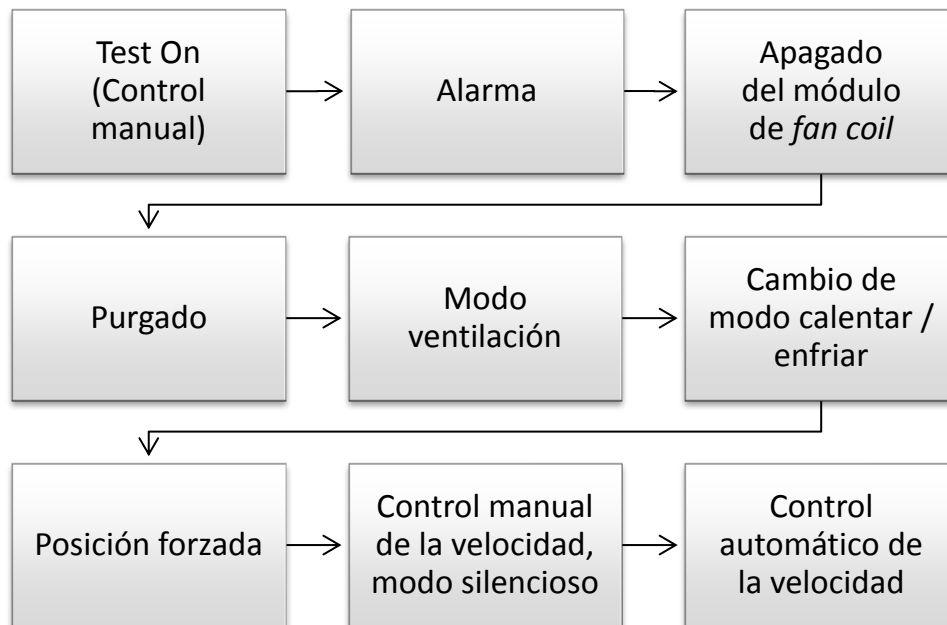 Test On
(Control
manual)
Alarma
Apagado
del módulo
de fan coil
Purgado
Modo
ventilación
Cambio de
modo calentar /
enfriar
Posición forzada
Control manual
de la velocidad,
modo silencioso
Control
automático de
la velocidad